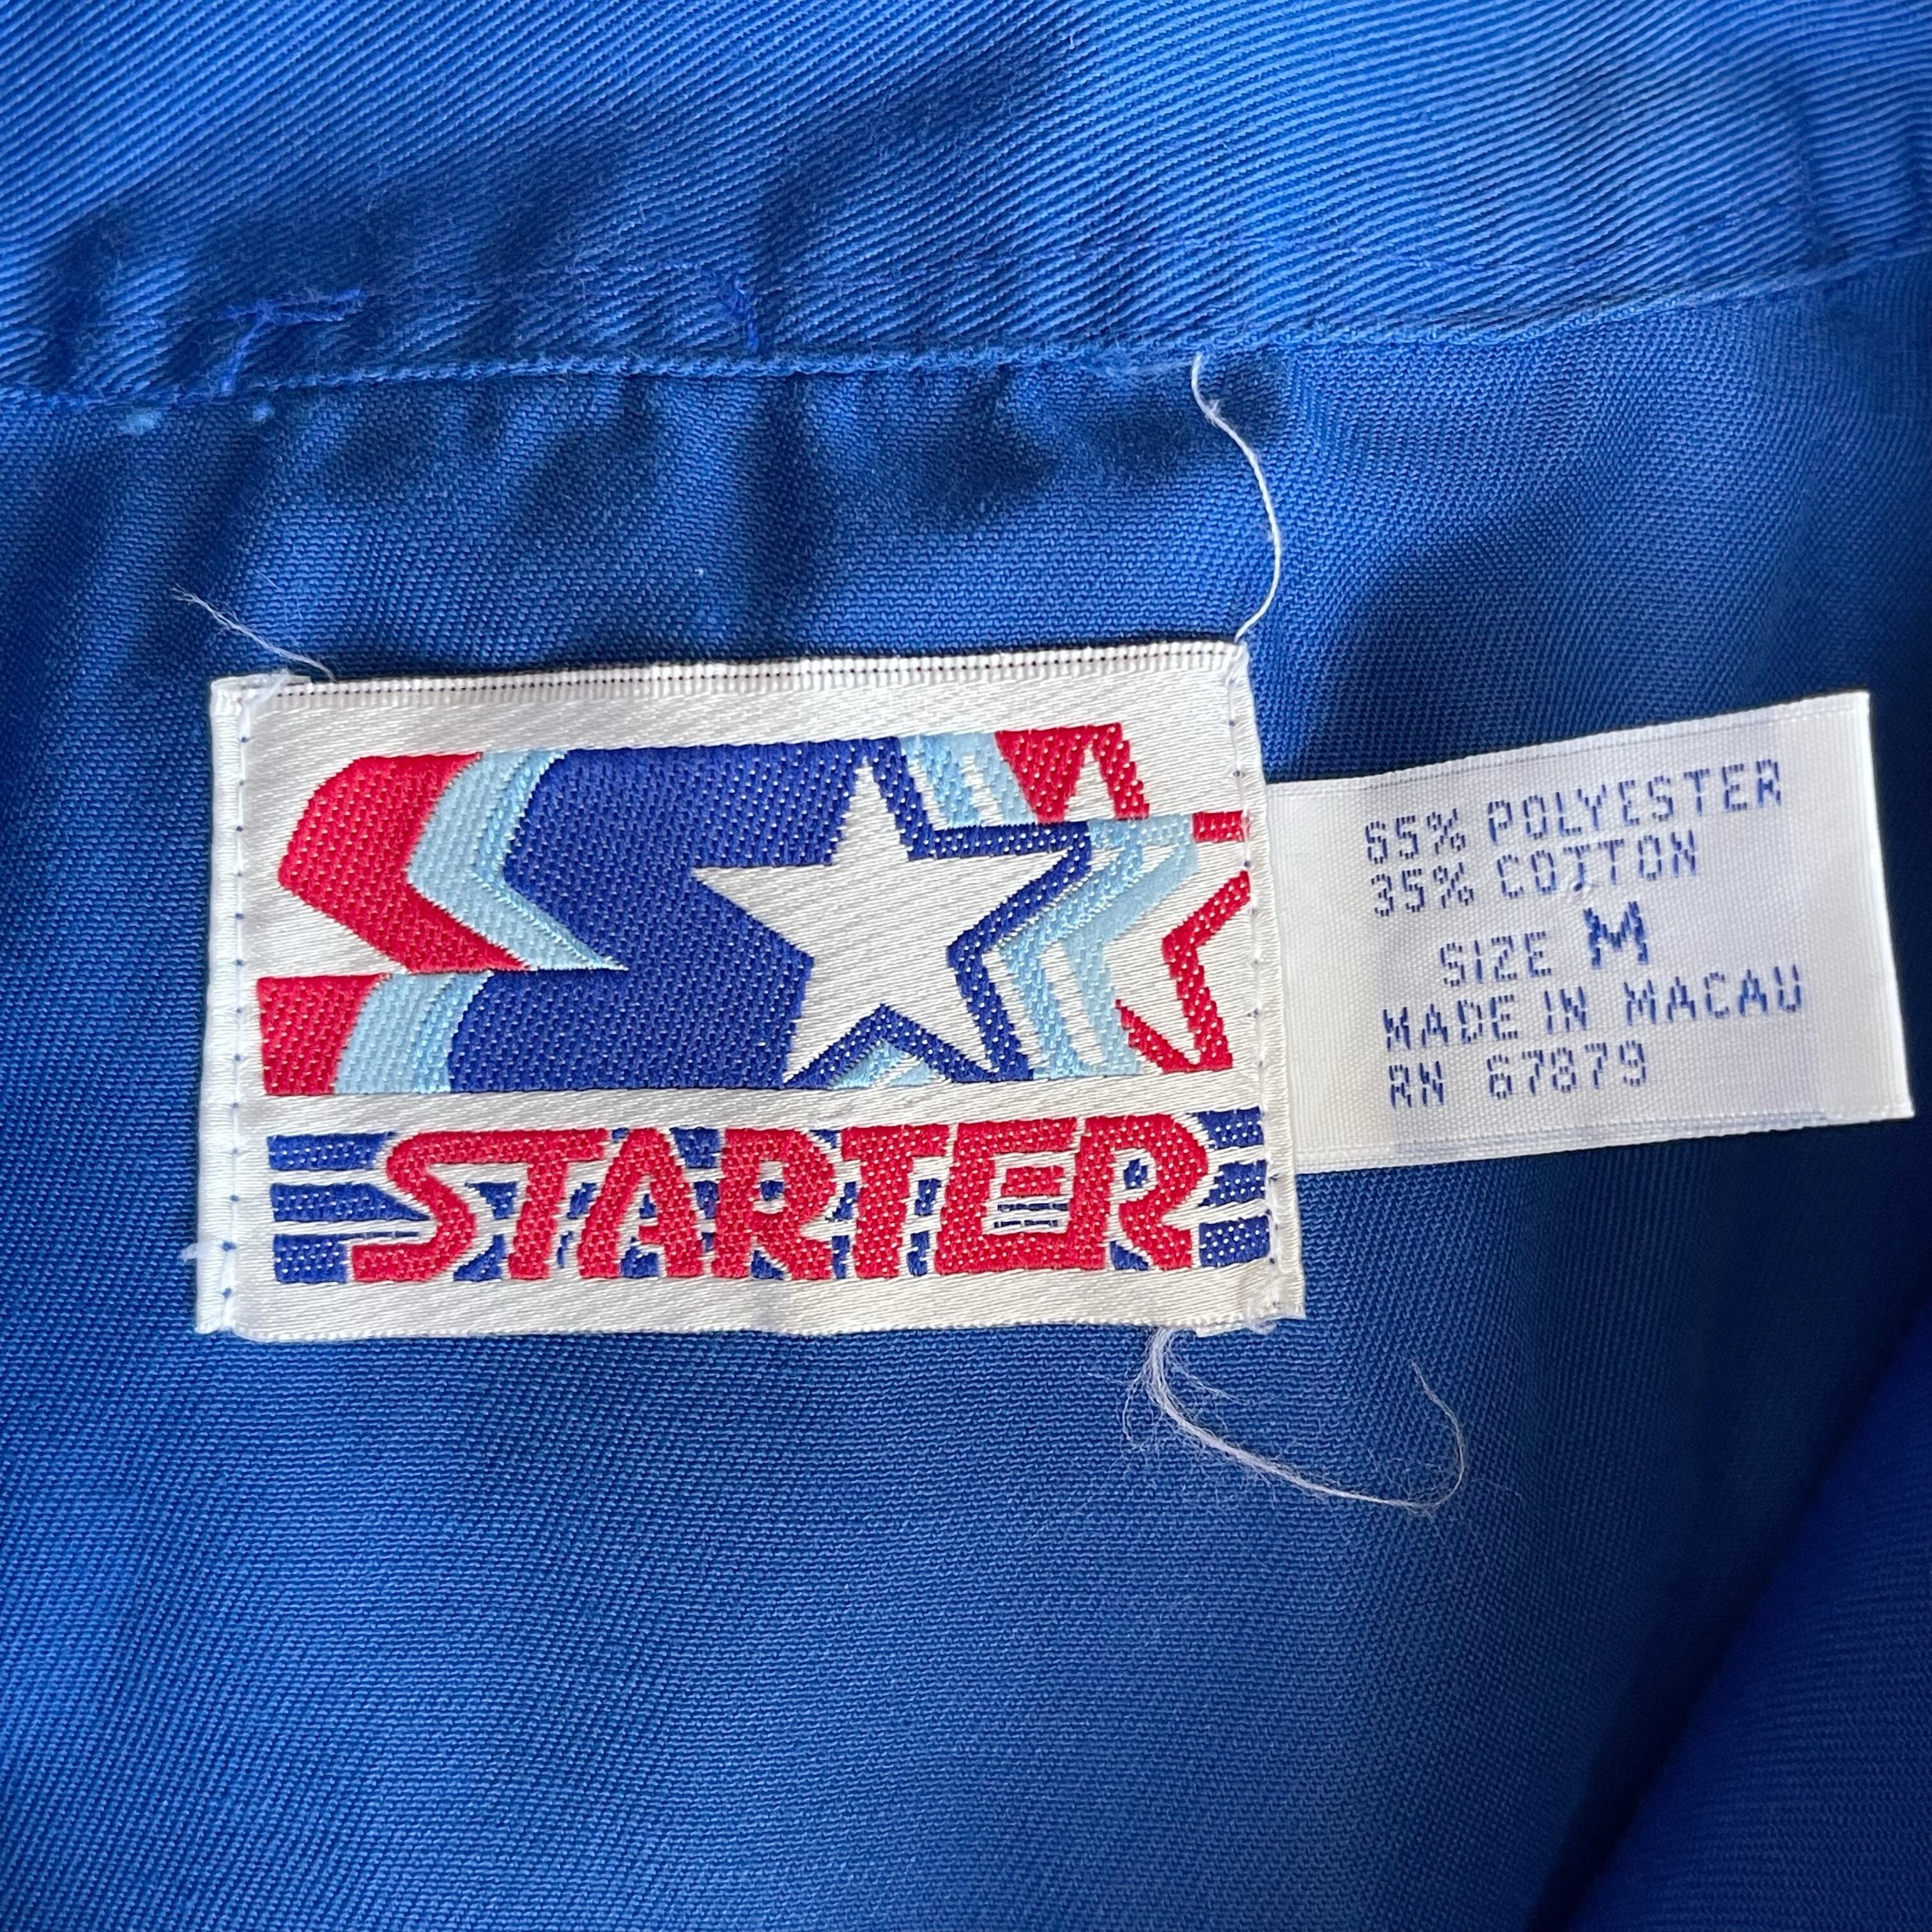 STARTER
65% POLYESTER
35% COTTON
SIZE M
MADE IN MACAU
RN 67879